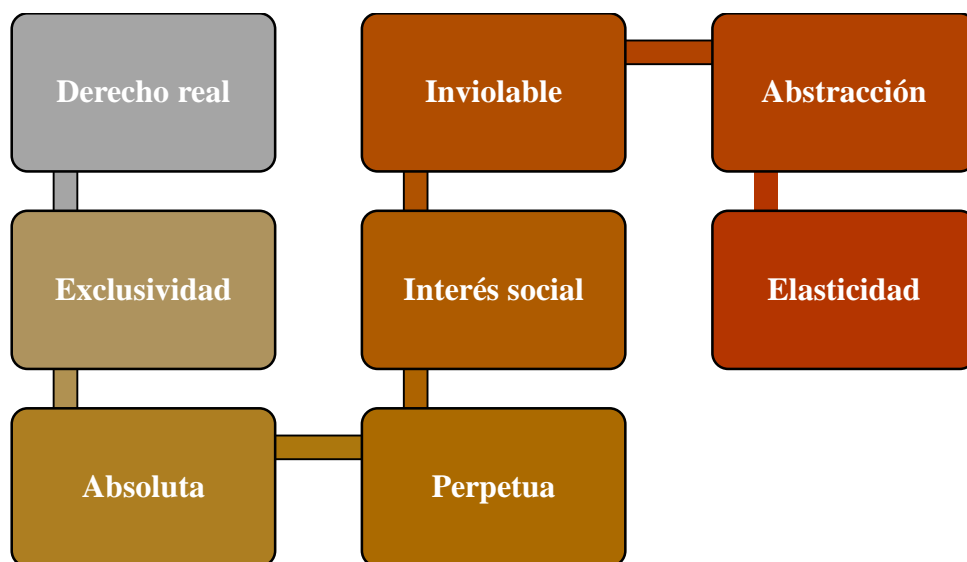 Derecho real
Exclusividad
Absoluta
Perpetua
Interés social
Inviolable
Abstracción
Elasticidad